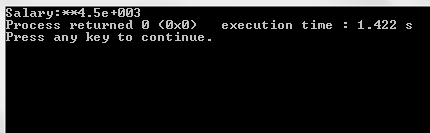 Salary:**4.5e+003
Process returned 0 (0x0)   execution time : 1.422 s
Press any key to continue.